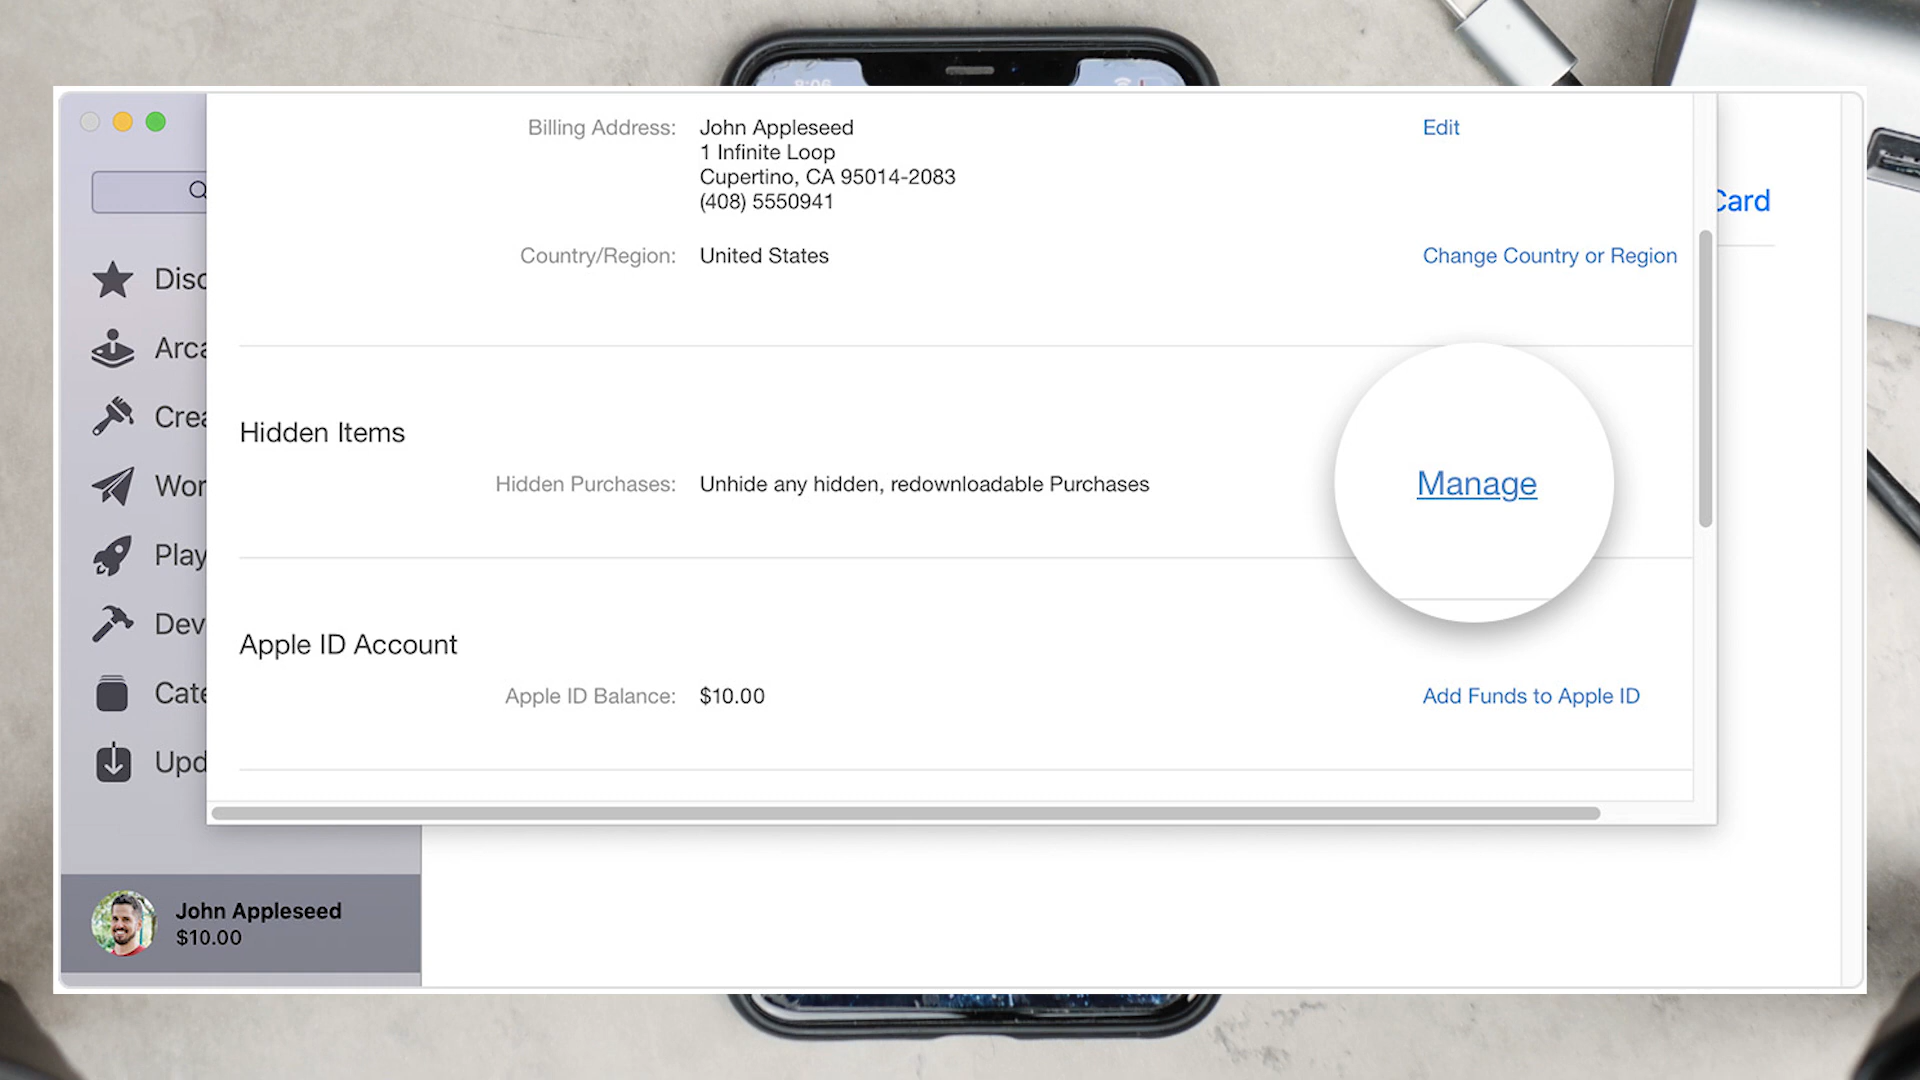 Billing Address: John Appleseed Edit
1 Infinite Loop
Cupertino, CA 95014-2083
(408) 5550941
Card
Country/Region: United States Change Country or Region
Disc
Arca
Crea
Hidden Items
Hidden Purchases: Unhide any hidden, redownloadable Purchases Manage
Wor
Play
Dev
Apple ID Account
Apple ID Balance: $10.00 Add Funds to Apple ID
Cate
Upd
John Appleseed
$10.00